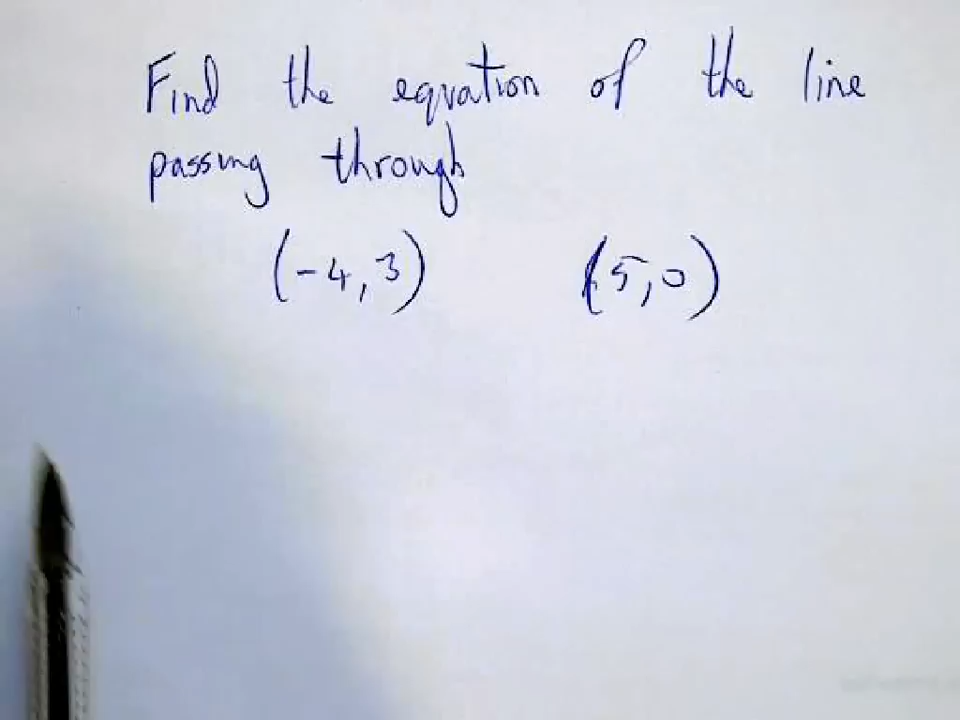 Find the equation of the line
passing through
(-4,3) (5,0)